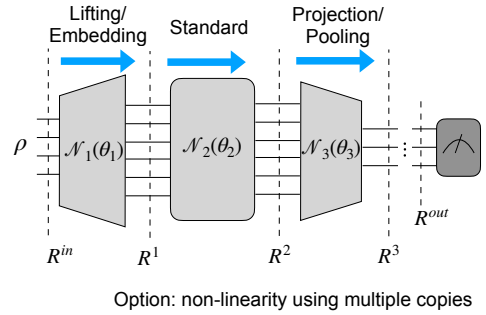 Lifting/
Embedding
Standard
Projection/
Pooling
ρ
𝒩₁(θ₁)
𝒩₂(θ₂)
𝒩₃(θ₃)
...
R^{in}
R^1
R^2
R^3
R^{out}
Option: non-linearity using multiple copies